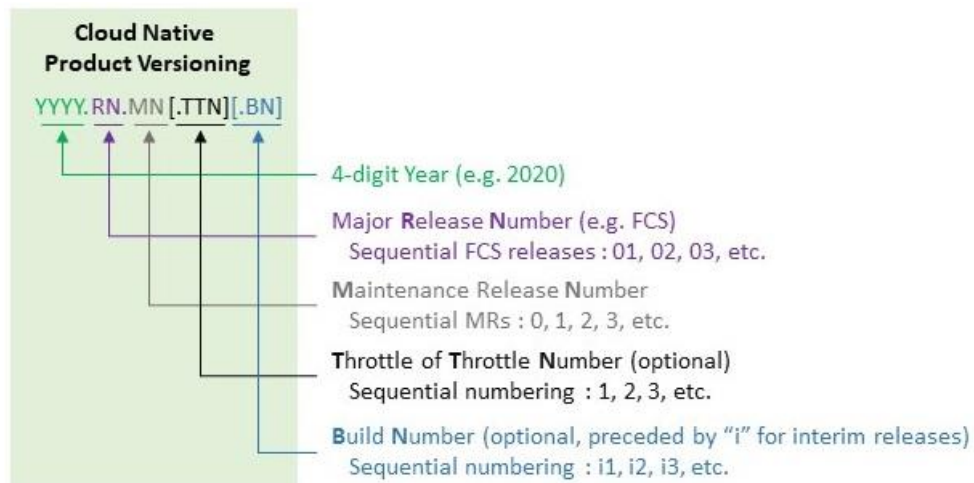 Cloud Native
Product Versioning
YYYY.RN.MN[.TTN][.BN]
4-digit Year (e.g. 2020)
Major Release Number (e.g. FCS)
Sequential FCS releases : 01, 02, 03, etc.
Maintenance Release Number
Sequential MRs : 0, 1, 2, 3, etc.
Throttle of Throttle Number (optional)
Sequential numbering : 1, 2, 3, etc.
Build Number (optional, preceded by “i” for interim releases)
Sequential numbering : i1, i2, i3, etc.